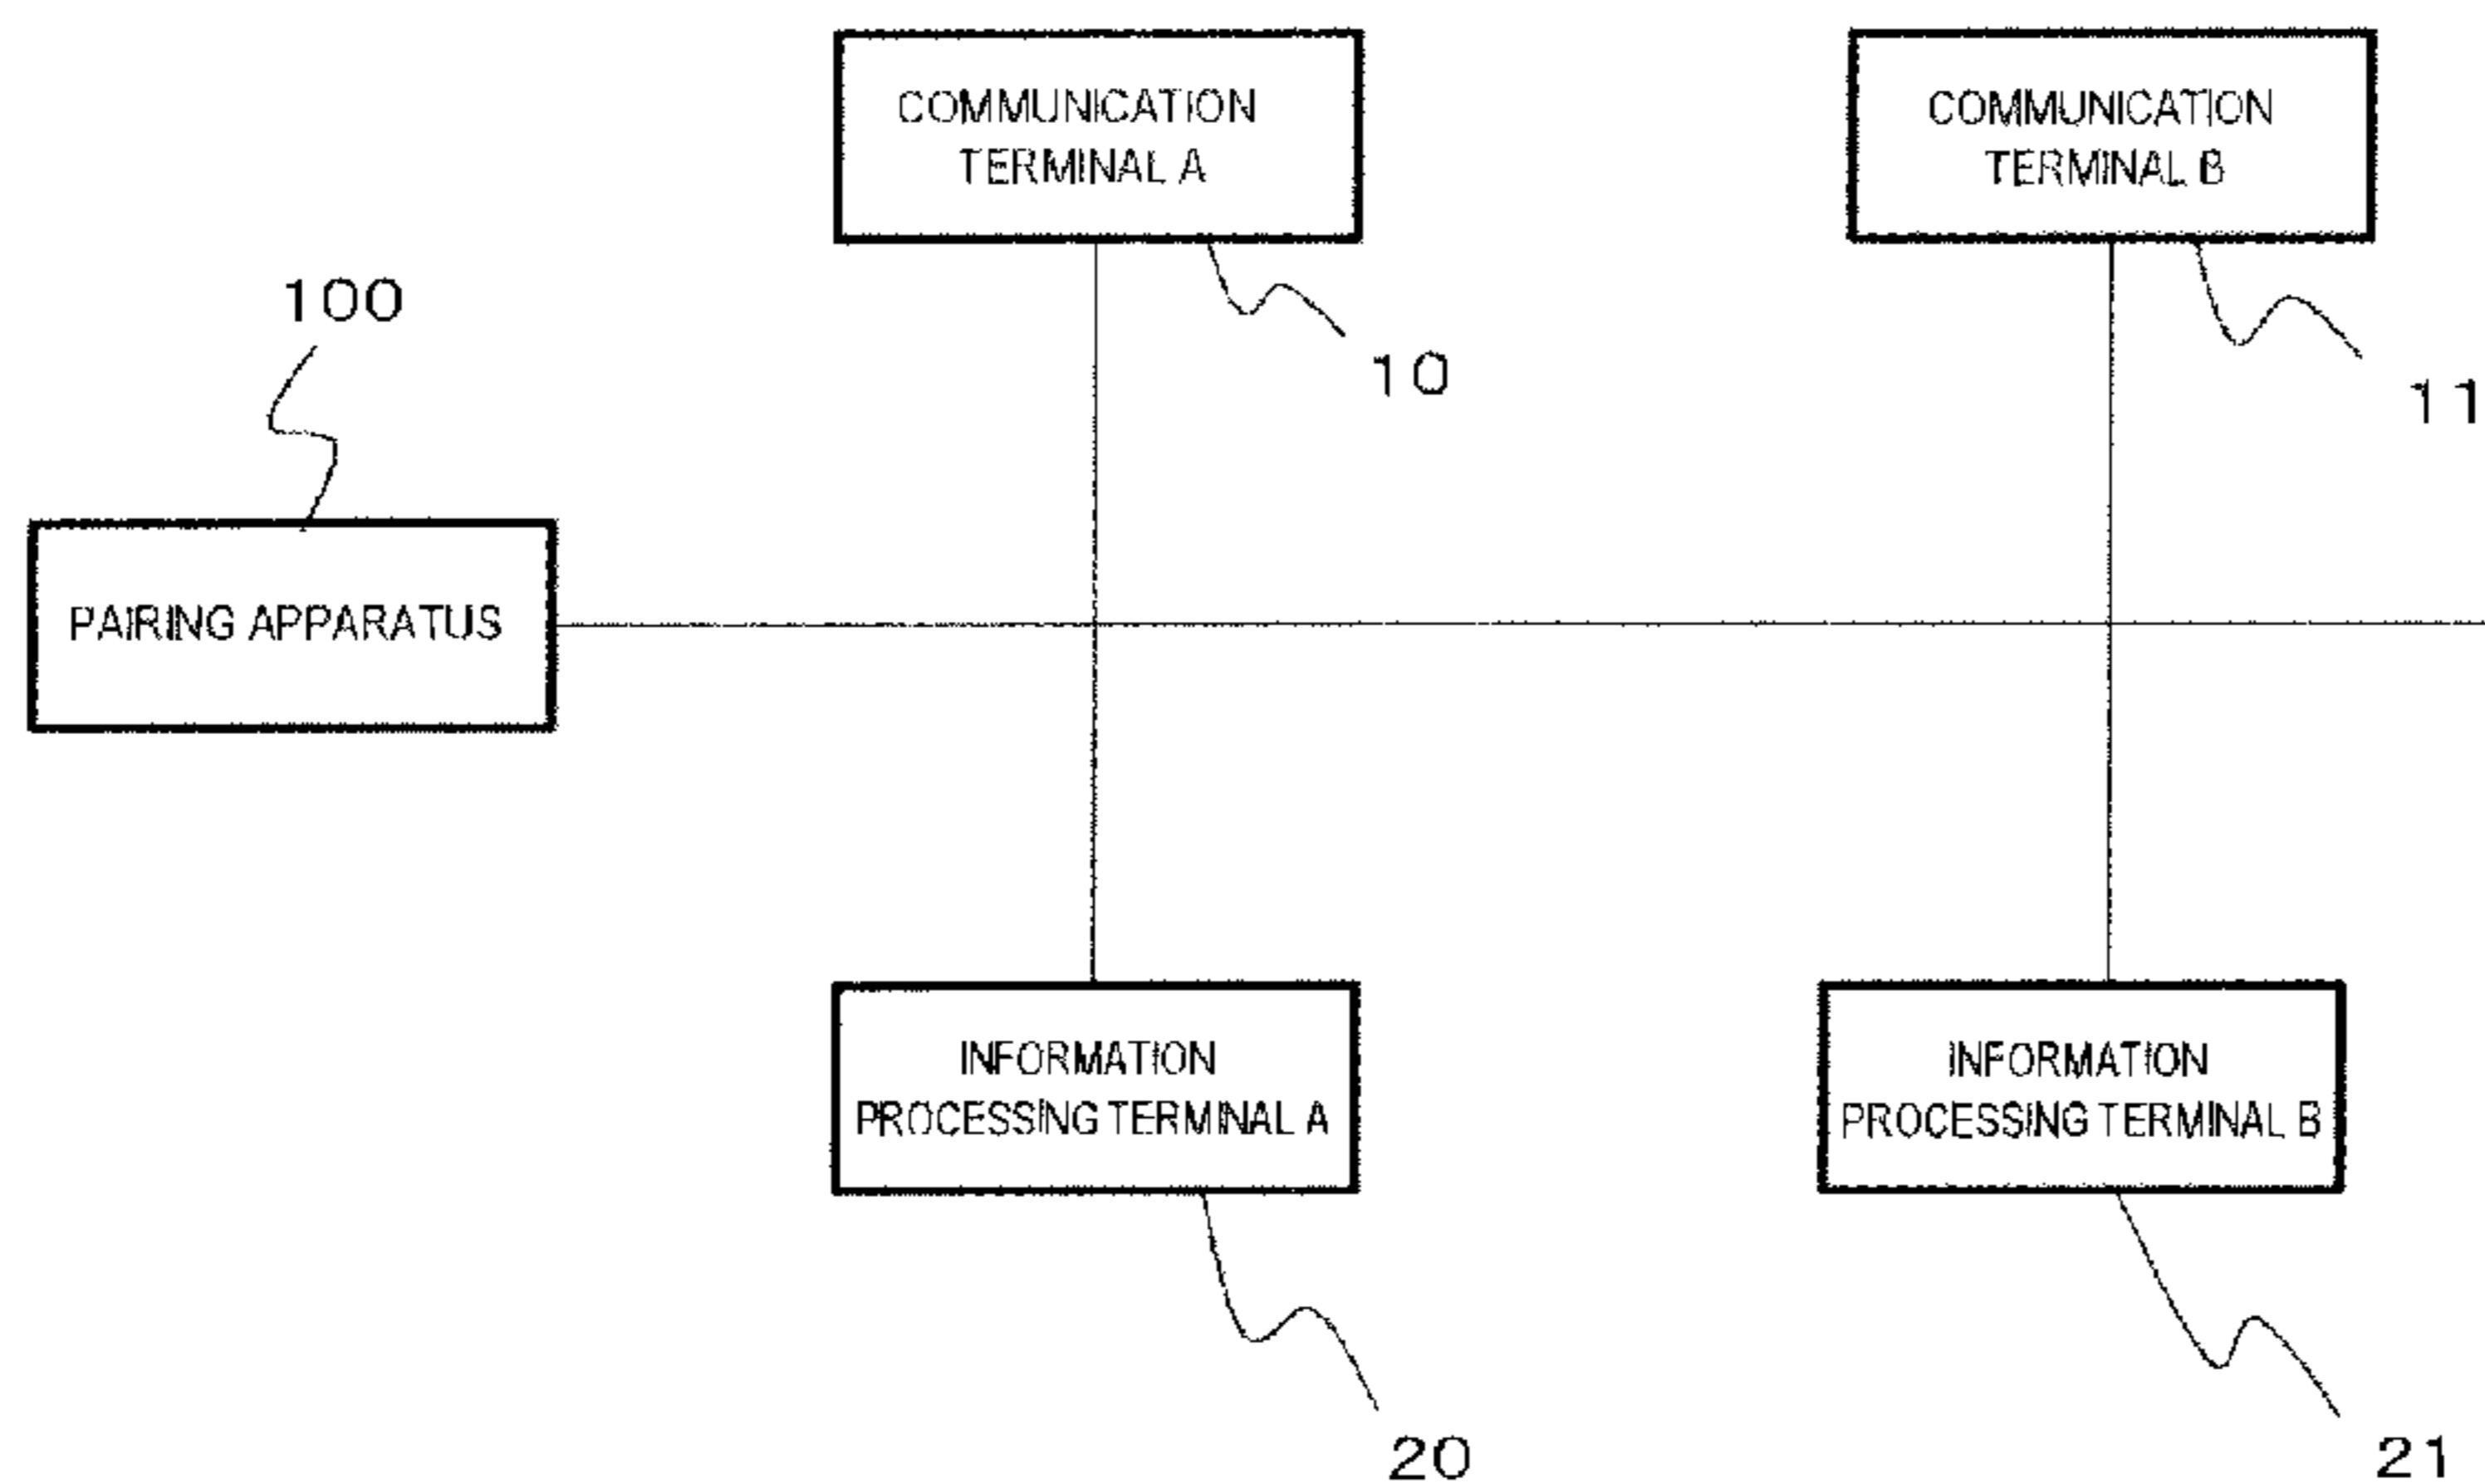 COMMUNICATION
TERMINAL A
COMMUNICATION
TERMINAL B
100
10
11
PAIRING APPARATUS
INFORMATION
PROCESSING TERMINAL A
INFORMATION
PROCESSING TERMINAL B
20
21